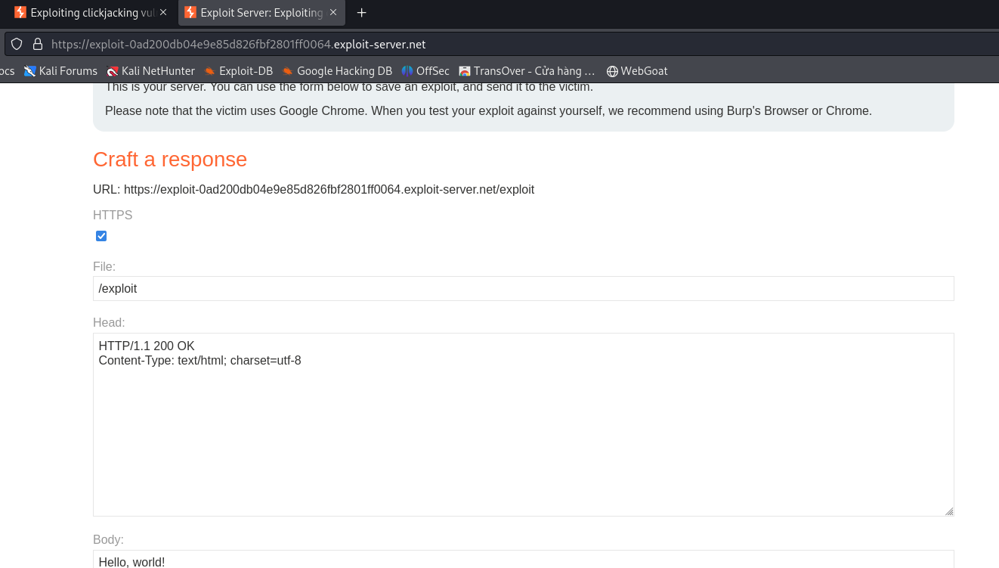 Exploiting clickjacking vul
Exploit Server: Exploiting
https://exploit-0ad200db04e9e85d826fbf2801ff0064.exploit-server.net
ocs Kali Forums Kali NetHunter Exploit-DB Google Hacking DB OffSec TransOver - Cửa hàng … WebGoat
This is your server. You can use the form below to save an exploit, and send it to the victim.
Please note that the victim uses Google Chrome. When you test your exploit against yourself, we recommend using Burp's Browser or Chrome.
Craft a response
URL: https://exploit-0ad200db04e9e85d826fbf2801ff0064.exploit-server.net/exploit
HTTPS
File:
/exploit
Head:
HTTP/1.1 200 OK
Content-Type: text/html; charset=utf-8
Body:
Hello, world!